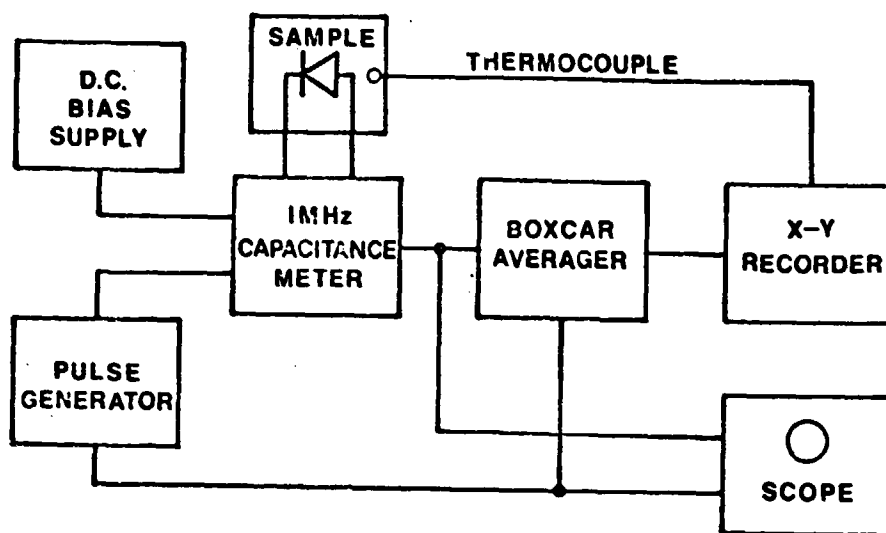 SAMPLE
THERMOCOUPLE
D.C.
BIAS
SUPPLY
1MHz
CAPACITANCE
METER
BOXCAR
AVERAGER
X-Y
RECORDER
PULSE
GENERATOR
SCOPE